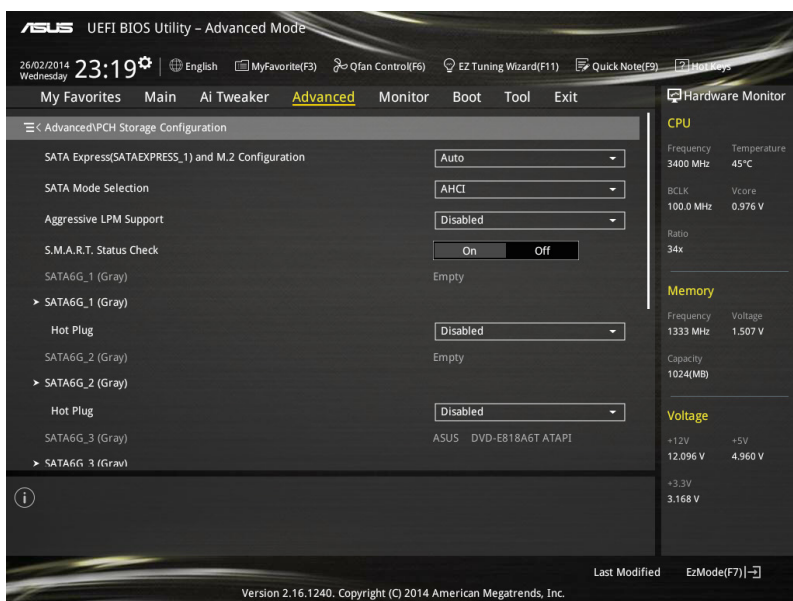 ASUS UEFI BIOS Utility – Advanced Mode
26/02/2014
Wednesday
23:19
English
MyFavorite(F3)
Qfan Control(F6)
EZ Tuning Wizard(F11)
Quick Note(F9)
Hot Keys
My Favorites Main Ai Tweaker Advanced Monitor Boot Tool Exit
Advanced\PCH Storage Configuration
SATA Express(SATAEXPRESS_1) and M.2 Configuration Auto
SATA Mode Selection AHCI
Aggressive LPM Support Disabled
S.M.A.R.T. Status Check On Off
SATA6G_1 (Gray) Empty
SATA6G_1 (Gray)
Hot Plug Disabled
SATA6G_2 (Gray) Empty
SATA6G_2 (Gray)
Hot Plug Disabled
SATA6G_3 (Gray) ASUS DVD-E818A6T ATAPI
SATA6G_3 (Gray)
Hardware Monitor
CPU
Frequency Temperature
3400 MHz 45°C
BCLK Vcore
100.0 MHz 0.976 V
Ratio
34x
Memory
Frequency Voltage
1333 MHz 1.507 V
Capacity
1024(MB)
Voltage
+12V +5V
12.096 V 4.960 V
+3.3V
3.168 V
Last Modified EzMode(F7)
Version 2.16.1240. Copyright (C) 2014 American Megatrends, Inc.